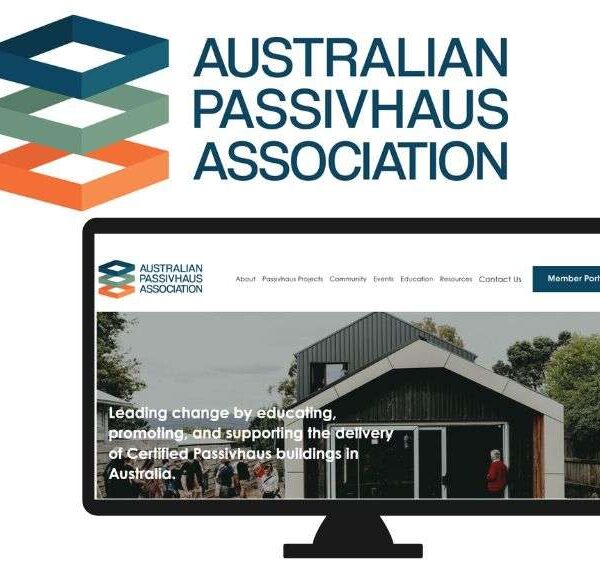 AUSTRALIAN
PASSIVHAUS
ASSOCIATION
AUSTRALIAN
PASSIVHAUS
ASSOCIATION
About Passivhaus Projects Community Events Education Resources Contact Us Member Port
Leading change by educating,
promoting, and supporting the delivery
of Certified Passivhaus buildings in
Australia.